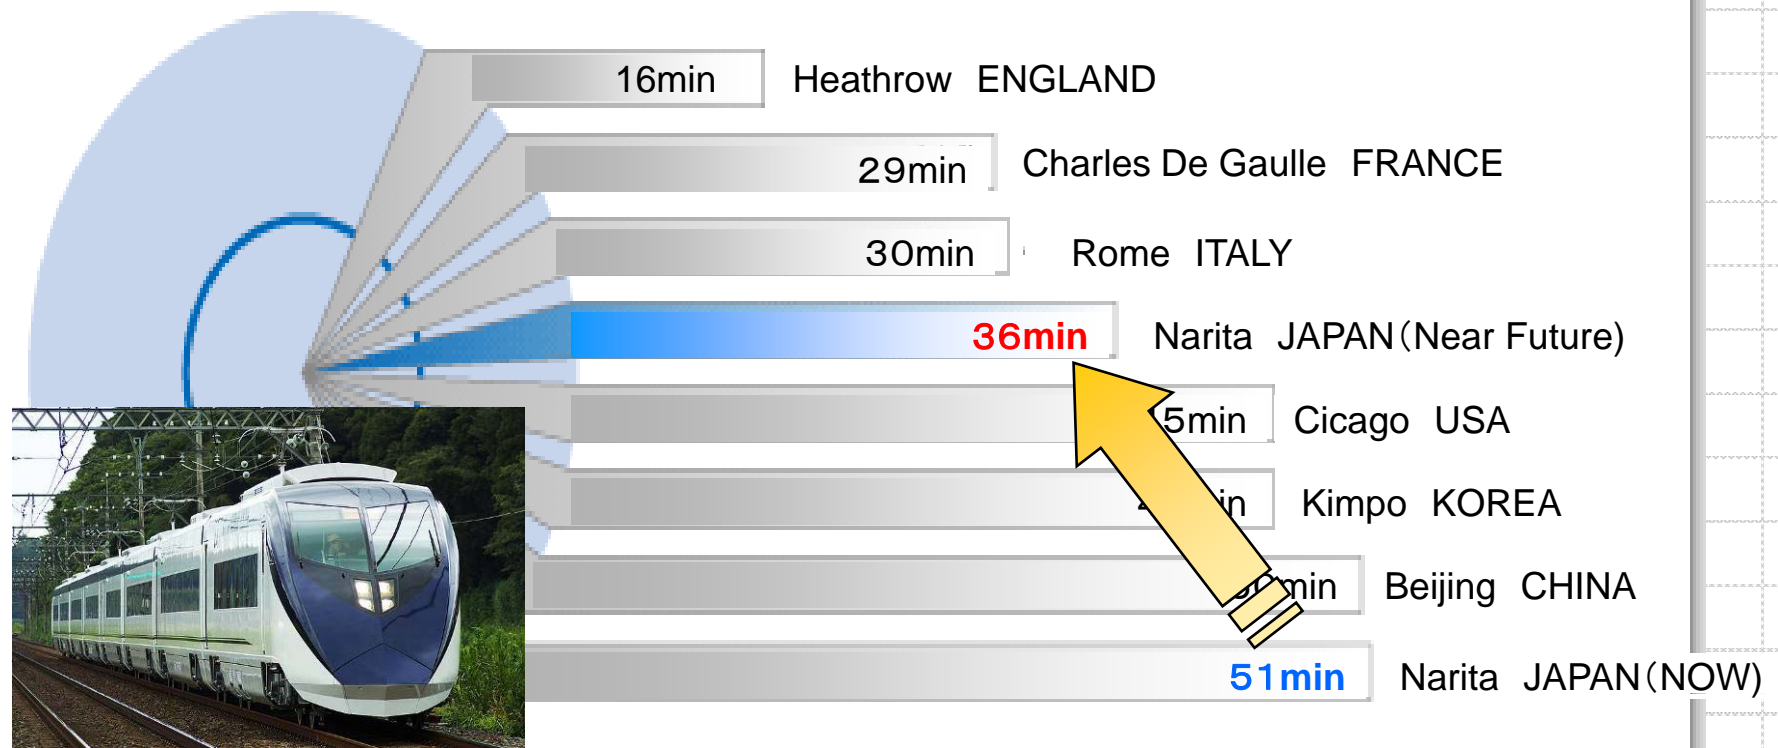 16min Heathrow ENGLAND
29min Charles De Gaulle FRANCE
30min Rome ITALY
36min Narita JAPAN(Near Future)
Cicago USA
Kimpo KOREA
Beijing CHINA
51min Narita JAPAN(NOW)